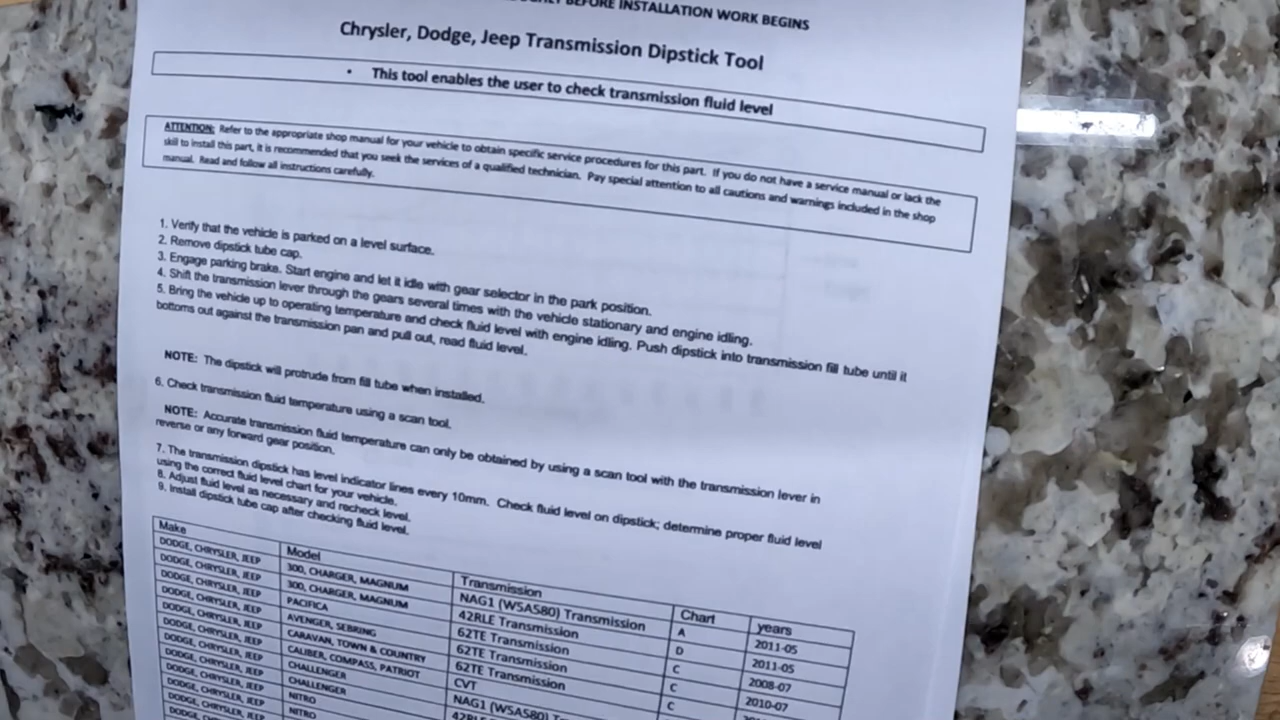 BEFORE INSTALLATION WORK BEGINS
Chrysler, Dodge, Jeep Transmission Dipstick Tool
• This tool enables the user to check transmission fluid level
ATTENTION: Refer to the appropriate shop manual for your vehicle to obtain specific service procedures for this part. If you do not have a service manual or lack the
skill to install this part, it is recommended that you seek the services of a qualified technician. Pay special attention to all cautions and warnings included in the shop
manual. Read and follow all instructions carefully.
1. Verify that the vehicle is parked on a level surface.
2. Remove dipstick tube cap.
3. Engage parking brake. Start engine and let it idle with gear selector in the park position.
4. Shift the transmission lever through the gears several times with the vehicle stationary and engine idling.
5. Bring the vehicle up to operating temperature and check fluid level with engine idling. Push dipstick into transmission fill tube until it
bottoms out against the transmission pan and pull out, read fluid level.
NOTE: The dipstick will protrude from fill tube when installed.
6. Check transmission fluid temperature using a scan tool.
NOTE: Accurate transmission fluid temperature can only be obtained by using a scan tool with the transmission lever in
reverse or any forward gear position.
7. The transmission dipstick has level indicator lines every 10mm. Check fluid level on dipstick; determine proper fluid level
using the correct fluid level chart for your vehicle.
8. Adjust fluid level as necessary and recheck level.
9. Install dipstick tube cap after checking fluid level.
Make Model Transmission Chart years
DODGE, CHRYSLER, JEEP 300, CHARGER, MAGNUM NAG1 (WSA580) Transmission A 2011-05
DODGE, CHRYSLER, JEEP 300, CHARGER, MAGNUM 42RLE Transmission D 2011-05
DODGE, CHRYSLER, JEEP PACIFICA 62TE Transmission C 2008-07
DODGE, CHRYSLER, JEEP AVENGER, SEBRING 62TE Transmission C 2010-07
DODGE, CHRYSLER, JEEP CARAVAN, TOWN & COUNTRY 62TE Transmission C
DODGE, CHRYSLER, JEEP CALIBER, COMPASS, PATRIOT CVT
DODGE, CHRYSLER, JEEP CHALLENGER NAG1 (WSA580)
DODGE, CHRYSLER, JEEP CHALLENGER
DODGE, CHRYSLER, JEEP NITRO
DODGE, CHRYSLER, JEEP NITRO